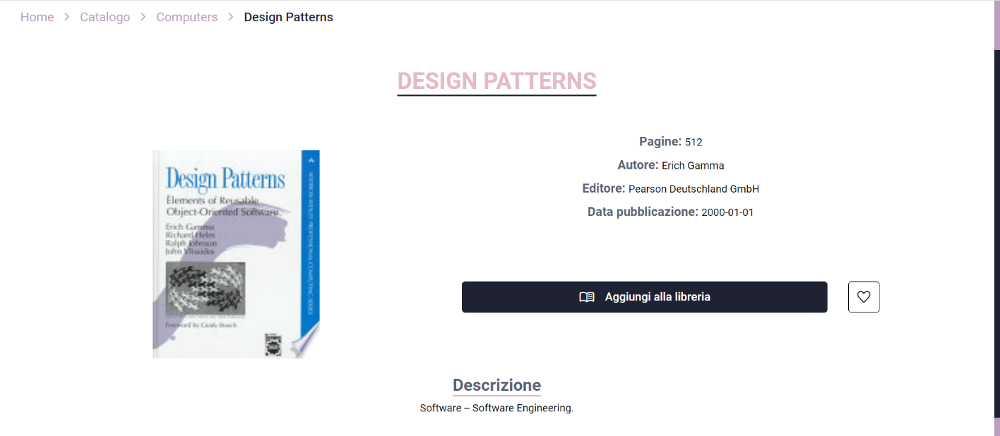 Home > Catalogo > Computers > Design Patterns
DESIGN PATTERNS
Pagine: 512
Autore: Erich Gamma
Editore: Pearson Deutschland GmbH
Data pubblicazione: 2000-01-01
Design Patterns
Elements of Reusable
Object-Oriented Software
Erich Gamma
Richard Helm
Ralph Johnson
John Vlissides
Foreword by Grady Booch
ADDISON-WESLEY PROFESSIONAL COMPUTING SERIES
Aggiungi alla libreria
Descrizione
Software -- Software Engineering.